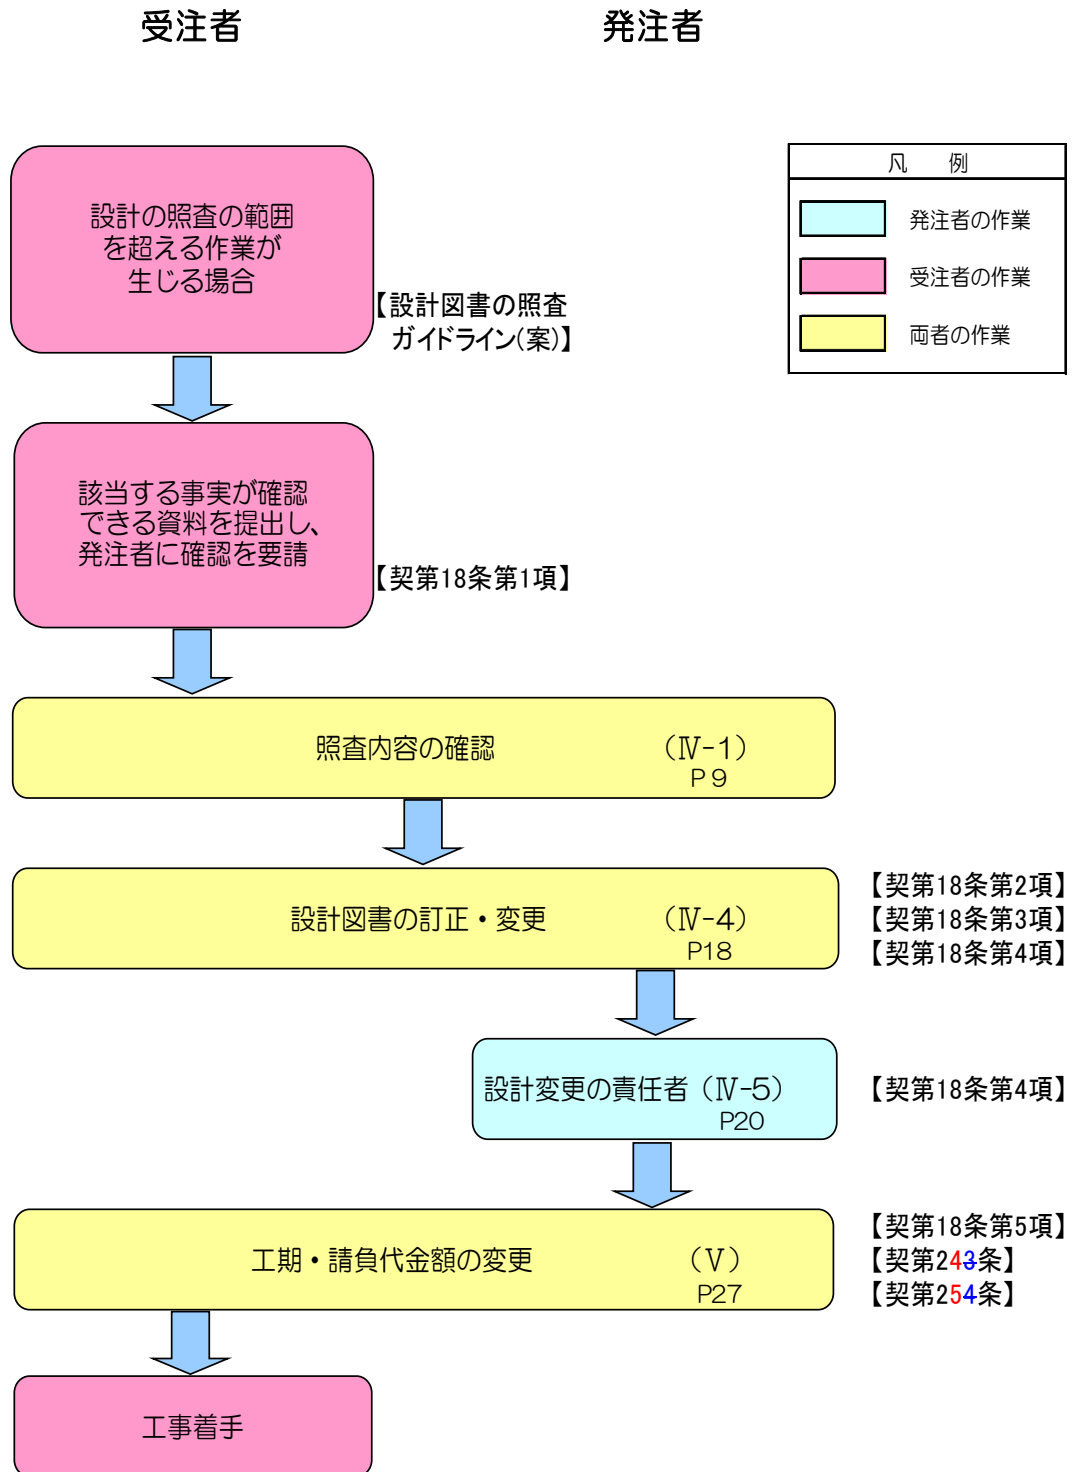 受注者
発注者
凡　例
発注者の作業
受注者の作業
両者の作業
設計の照査の範囲
を超える作業が
生じる場合
【設計図書の照査
ガイドライン(案)】
該当する事実が確認
できる資料を提出し、
発注者に確認を要請
【契第18条第1項】
照査内容の確認　（Ⅳ-1）
P 9
設計図書の訂正・変更　（Ⅳ-4）
P18
【契第18条第2項】
【契第18条第3項】
【契第18条第4項】
設計変更の責任者（Ⅳ-5）
P20
【契第18条第4項】
工期・請負代金額の変更　（Ⅴ）
P27
【契第18条第5項】
【契第243条】
【契第254条】
工事着手